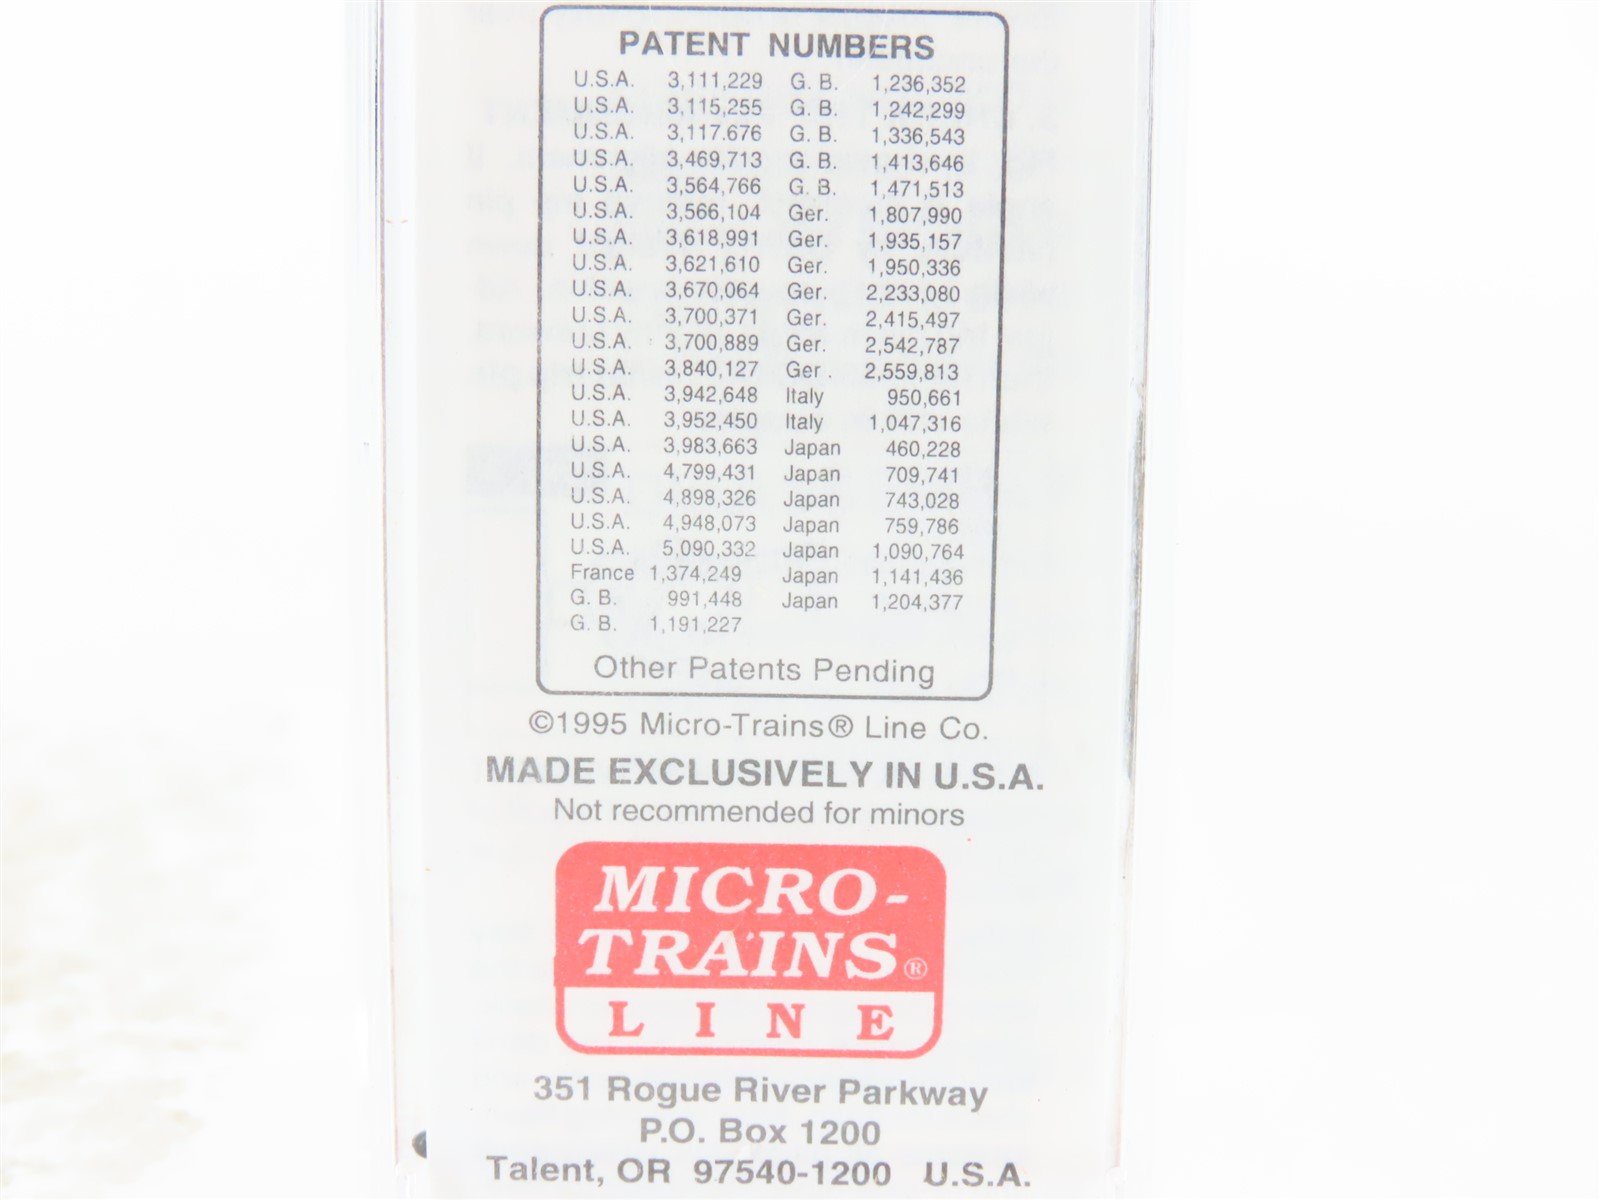 PATENT NUMBERS
U.S.A. 3,111,229 G. B. 1,236,352
U.S.A. 3,115,255 G. B. 1,242,299
U.S.A. 3,117.676 G. B. 1,336,543
U.S.A. 3,469,713 G. B. 1,413,646
U.S.A. 3,564,766 G. B. 1,471,513
U.S.A. 3,566,104 Ger. 1,807,990
U.S.A. 3,618,991 Ger. 1,935,157
U.S.A. 3,621,610 Ger. 1,950,336
U.S.A. 3,670,064 Ger. 2,233,080
U.S.A. 3,700,371 Ger. 2,415,497
U.S.A. 3,700,889 Ger. 2,542,787
U.S.A. 3,840,127 Ger . 2,559,813
U.S.A. 3,942,648 Italy 950,661
U.S.A. 3,952,450 Italy 1,047,316
U.S.A. 3,983,663 Japan 460,228
U.S.A. 4,799,431 Japan 709,741
U.S.A. 4,898,326 Japan 743,028
U.S.A. 4,948,073 Japan 759,786
U.S.A. 5,090,332 Japan 1,090,764
France 1,374,249 Japan 1,141,436
G. B. 991,448 Japan 1,204,377
G. B. 1,191,227
Other Patents Pending
©1995 Micro-Trains® Line Co.
MADE EXCLUSIVELY IN U.S.A.
Not recommended for minors
MICRO-
TRAINS®
LINE
351 Rogue River Parkway
P.O. Box 1200
Talent, OR 97540-1200 U.S.A.